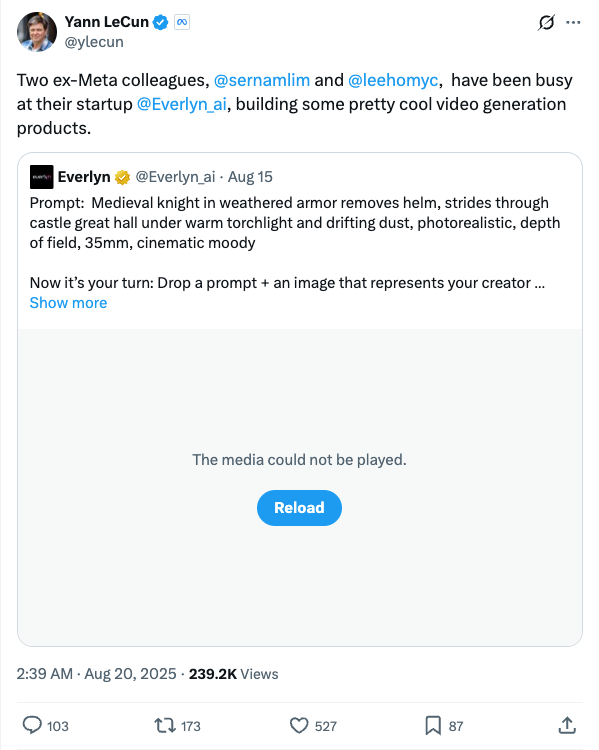 Yann LeCun
@ylecun
Two ex-Meta colleagues, @sernamlim and @leehomyc, have been busy
at their startup @Everlyn_ai, building some pretty cool video generation
products.
Everlyn @Everlyn_ai · Aug 15
Prompt: Medieval knight in weathered armor removes helm, strides through
castle great hall under warm torchlight and drifting dust, photorealistic, depth
of field, 35mm, cinematic moody
Now it’s your turn: Drop a prompt + an image that represents your creator ...
Show more
The media could not be played.
Reload
2:39 AM · Aug 20, 2025 · 239.2K Views
103 173 527 87